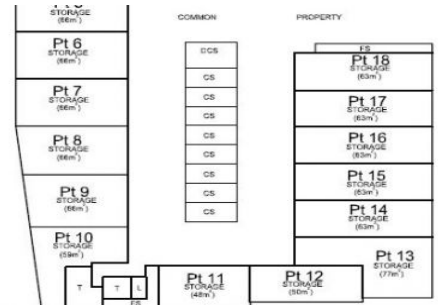 COMMON PROPERTY
STORAGE
(66m²)
Pt 6
STORAGE
(66m²)
Pt 7
STORAGE
(66m²)
Pt 8
STORAGE
(66m²)
Pt 9
STORAGE
(66m²)
Pt 10
STORAGE
(59m²)
T
T
L
FS
DCS
CS
CS
CS
CS
CS
CS
CS
CS
FS
Pt 18
STORAGE
(63m²)
Pt 17
STORAGE
(63m²)
Pt 16
STORAGE
(63m²)
Pt 15
STORAGE
(63m²)
Pt 14
STORAGE
(63m²)
Pt 13
STORAGE
(77m²)
Pt 11
STORAGE
(48m²)
Pt 12
STORAGE
(50m²)